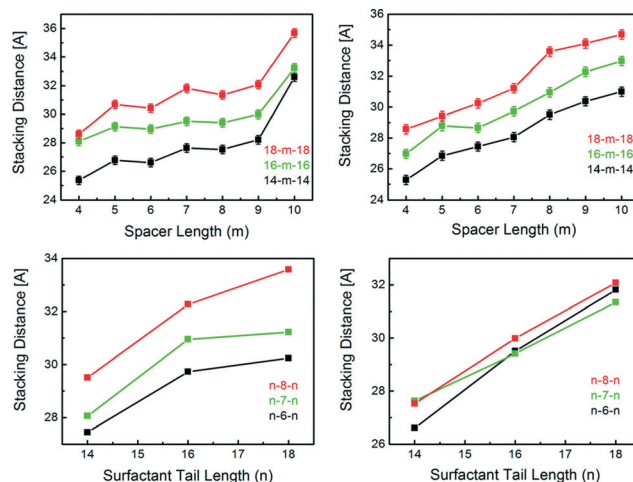 Stacking Distance [A]
36
34
32
30
28
26
24
4 5 6 7 8 9 10
Spacer Length (m)
18-m-18
16-m-16
14-m-14
Stacking Distance [A]
36
34
32
30
28
26
24
4 5 6 7 8 9 10
Spacer Length (m)
18-m-18
16-m-16
14-m-14
Stacking Distance [A]
34
32
30
28
14 15 16 17 18
Surfactant Tail Length (n)
n-8-n
n-7-n
n-6-n
Stacking Distance [A]
32
30
28
26
14 15 16 17 18
Surfactant Tail Length (n)
n-8-n
n-7-n
n-6-n